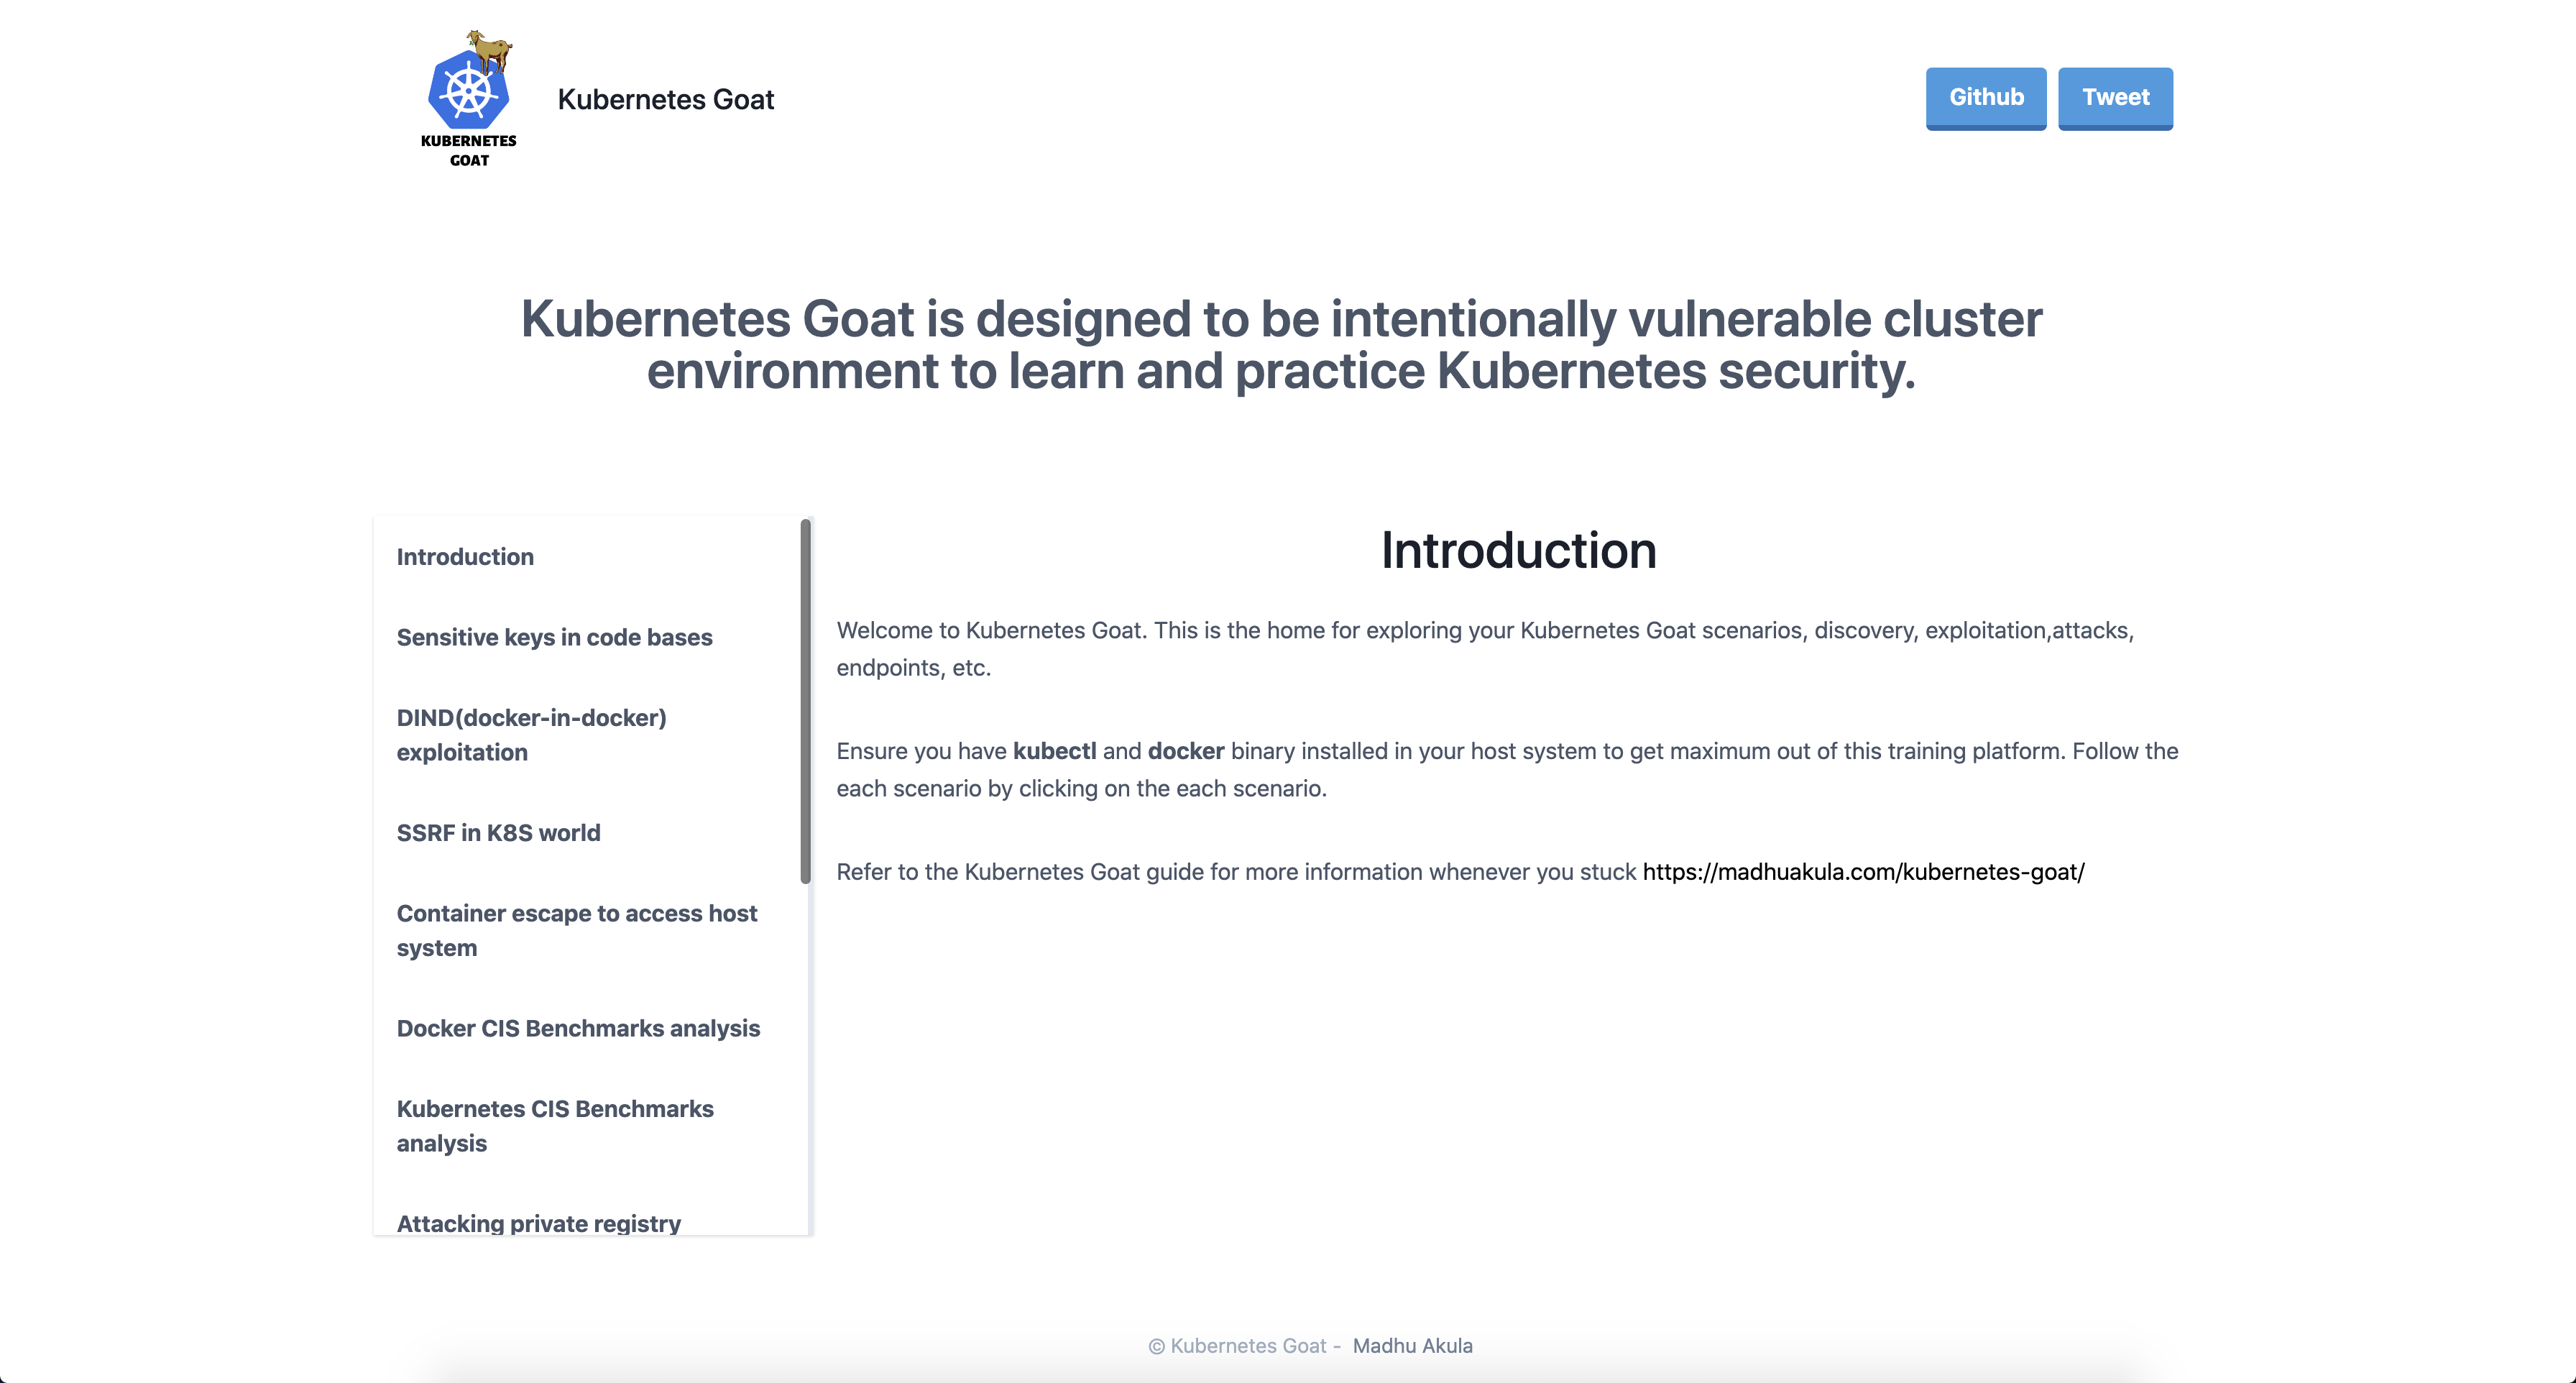 KUBERNETES
GOAT
Kubernetes Goat
Github
Tweet
Kubernetes Goat is designed to be intentionally vulnerable cluster
environment to learn and practice Kubernetes security.
Introduction
Sensitive keys in code bases
DIND(docker-in-docker)
exploitation
SSRF in K8S world
Container escape to access host
system
Docker CIS Benchmarks analysis
Kubernetes CIS Benchmarks
analysis
Attacking private registry
Introduction
Welcome to Kubernetes Goat. This is the home for exploring your Kubernetes Goat scenarios, discovery, exploitation,attacks,
endpoints, etc.
Ensure you have kubectl and docker binary installed in your host system to get maximum out of this training platform. Follow the
each scenario by clicking on the each scenario.
Refer to the Kubernetes Goat guide for more information whenever you stuck https://madhuakula.com/kubernetes-goat/
© Kubernetes Goat - Madhu Akula